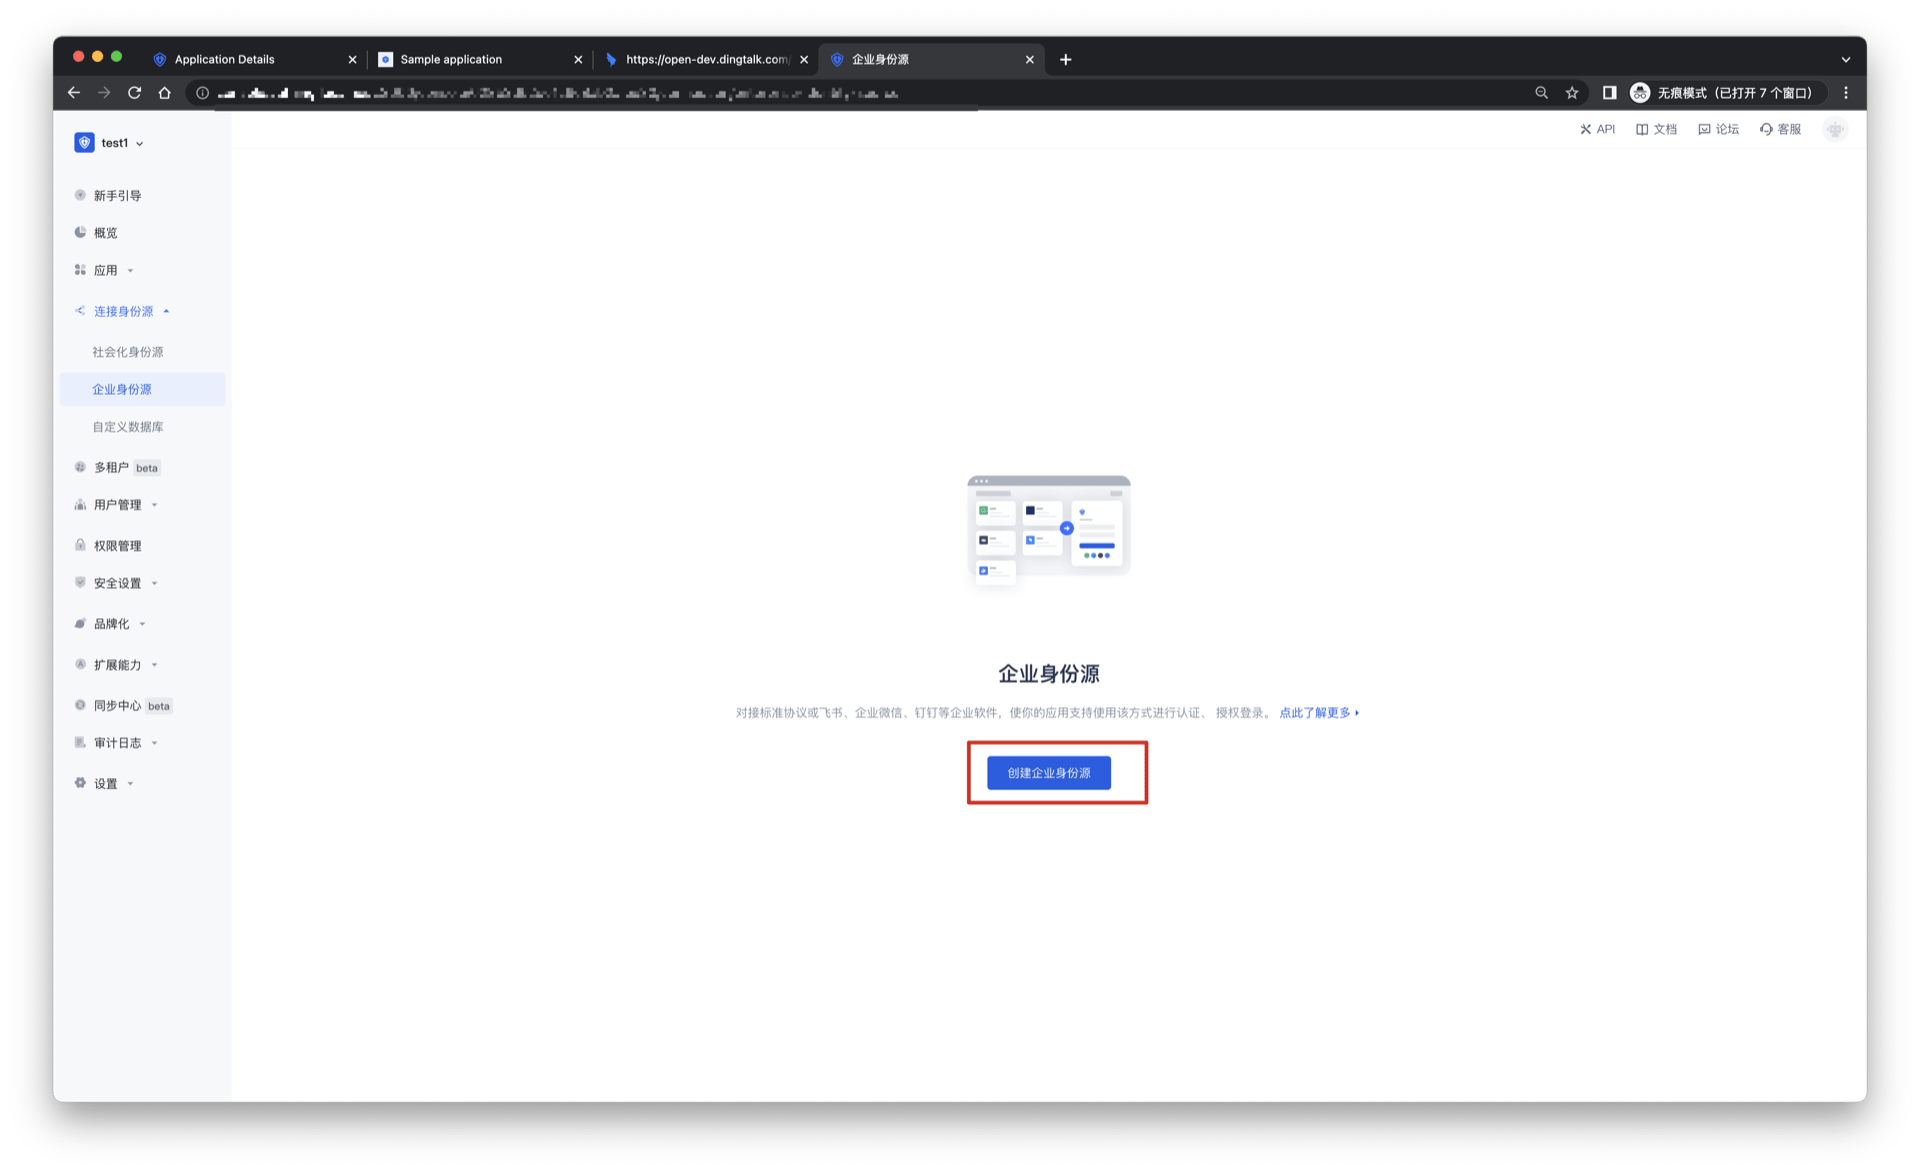 Application Details
Sample application
https://open-dev.dingtalk.com/
企业身份源
无痕模式（已打开 7 个窗口）
test1
API
文档
论坛
客服
新手引导
概览
应用
连接身份源
社会化身份源
企业身份源
自定义数据库
多租户 beta
用户管理
权限管理
安全设置
品牌化
扩展能力
同步中心 beta
审计日志
设置
企业身份源
对接标准协议或飞书、企业微信、钉钉等企业软件，使你的应用支持使用该方式进行认证、 授权登录。 点此了解更多
创建企业身份源